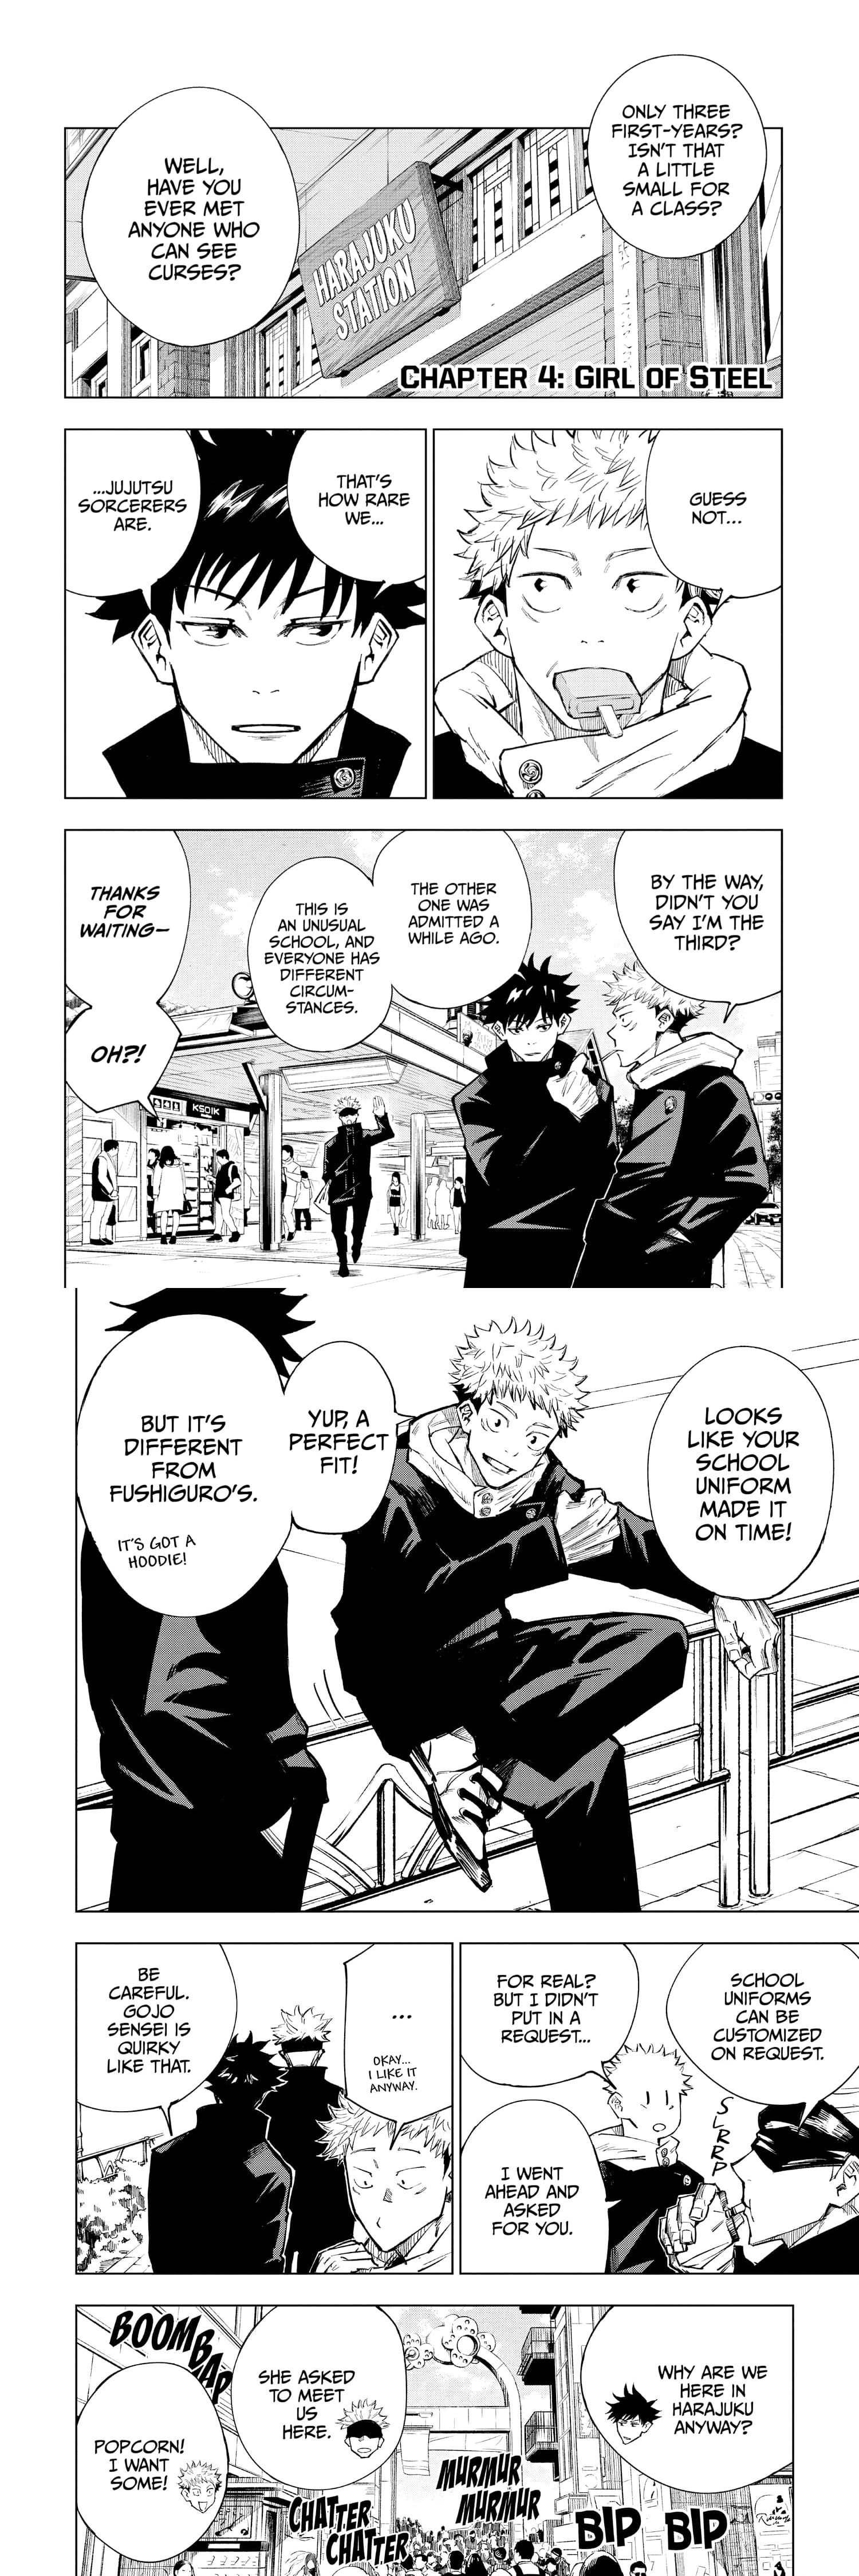 ONLY THREE
FIRST-YEARS?
ISN'T THAT
A LITTLE
SMALL FOR
A CLASS?
WELL,
HAVE YOU
EVER MET
ANYONE WHO
CAN SEE
CURSES?
HARAJUKU
STATION
CHAPTER 4: GIRL OF STEEL
GUESS
NOT...
THAT'S
HOW RARE
WE...
...JUJUTSU
SORCERERS
ARE.
BY THE WAY,
DIDN'T YOU
SAY I'M THE
THIRD?
THE OTHER
ONE WAS
ADMITTED A
WHILE AGO.
THIS IS
AN UNUSUAL
SCHOOL, AND
EVERYONE HAS
DIFFERENT
CIRCUM-
STANCES.
THANKS
FOR
WAITING—
OH?!
KSOIK
LOOKS
LIKE YOUR
SCHOOL
UNIFORM
MADE IT
ON TIME!
YUP, A
PERFECT
FIT!
BUT IT'S
DIFFERENT
FROM
FUSHIGURO'S.
IT'S GOT A
HOODIE!
SCHOOL
UNIFORMS
CAN BE
CUSTOMIZED
ON REQUEST.
FOR REAL?
BUT I DIDN'T
PUT IN A
REQUEST...
SLRRP
I WENT
AHEAD AND
ASKED
FOR YOU.
...
OKAY...
I LIKE IT
ANYWAY.
BE
CAREFUL.
GOJO
SENSEI IS
QUIRKY
LIKE THAT.
WHY ARE WE
HERE IN
HARAJUKU
ANYWAY?
SHE ASKED
TO MEET
US
HERE.
BOOMBAP
POPCORN!
I WANT
SOME!
MURMUR
MURMUR
CHATTER
CHATTER
BIP BIP